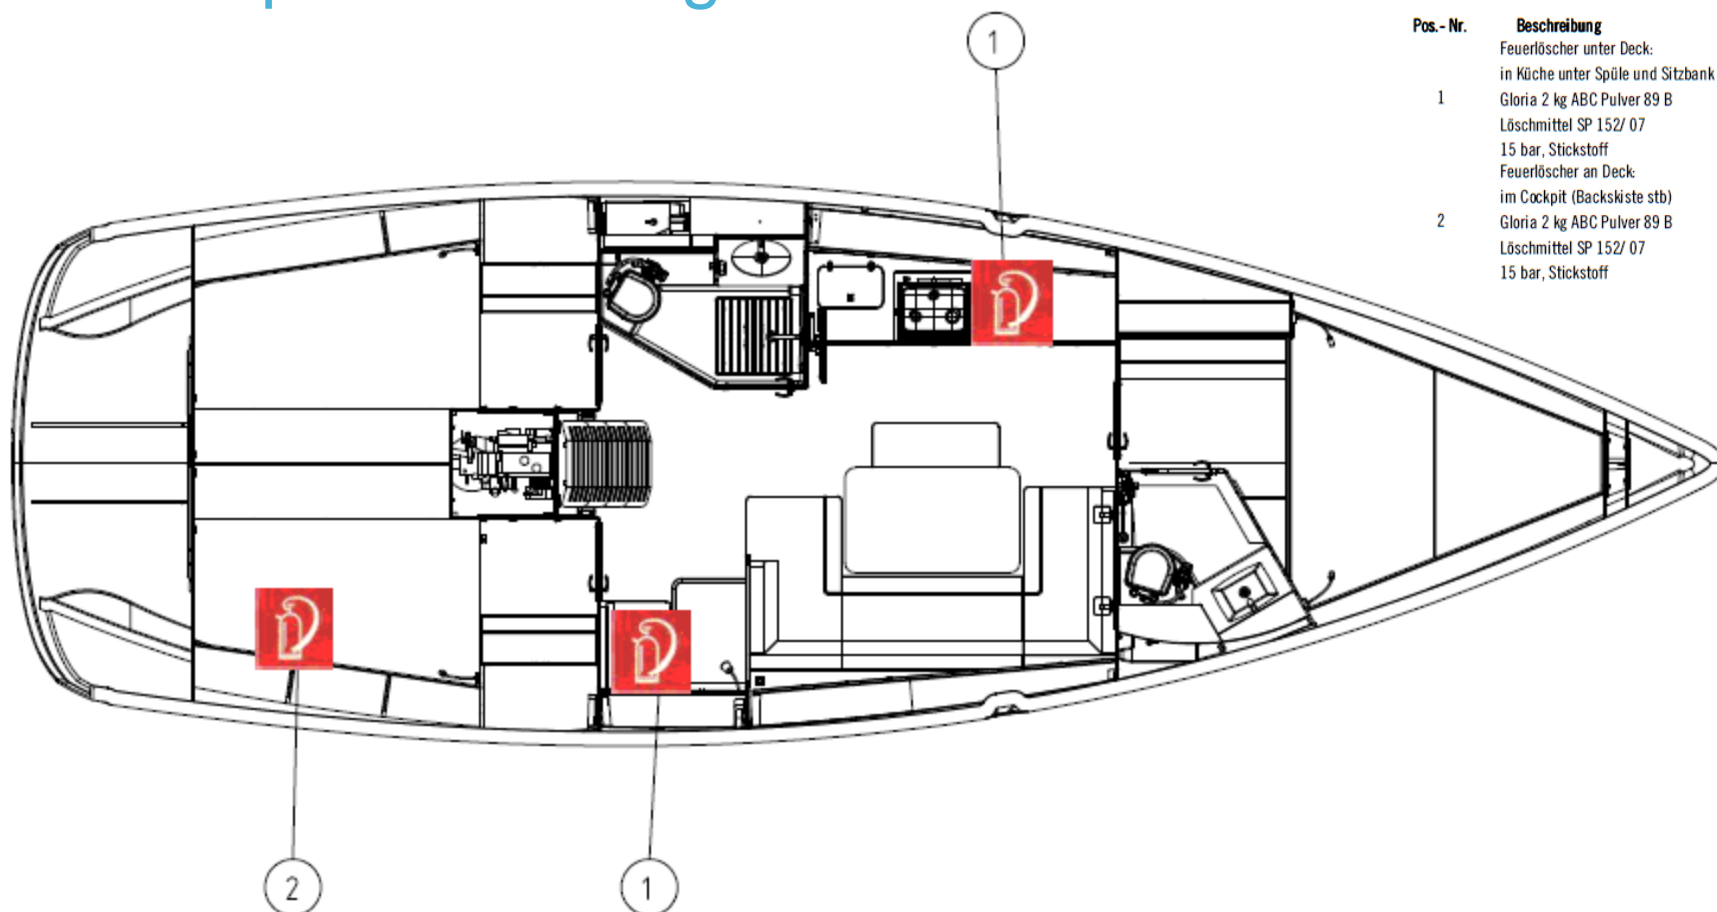 1
Pos.- Nr. Beschreibung
Feuerlöscher unter Deck:
in Küche unter Spüle und Sitzbank
1 Gloria 2 kg ABC Pulver 89 B
Löschmittel SP 152/ 07
15 bar, Stickstoff
Feuerlöscher an Deck:
im Cockpit (Backskiste stb)
2 Gloria 2 kg ABC Pulver 89 B
Löschmittel SP 152/ 07
15 bar, Stickstoff
2
1